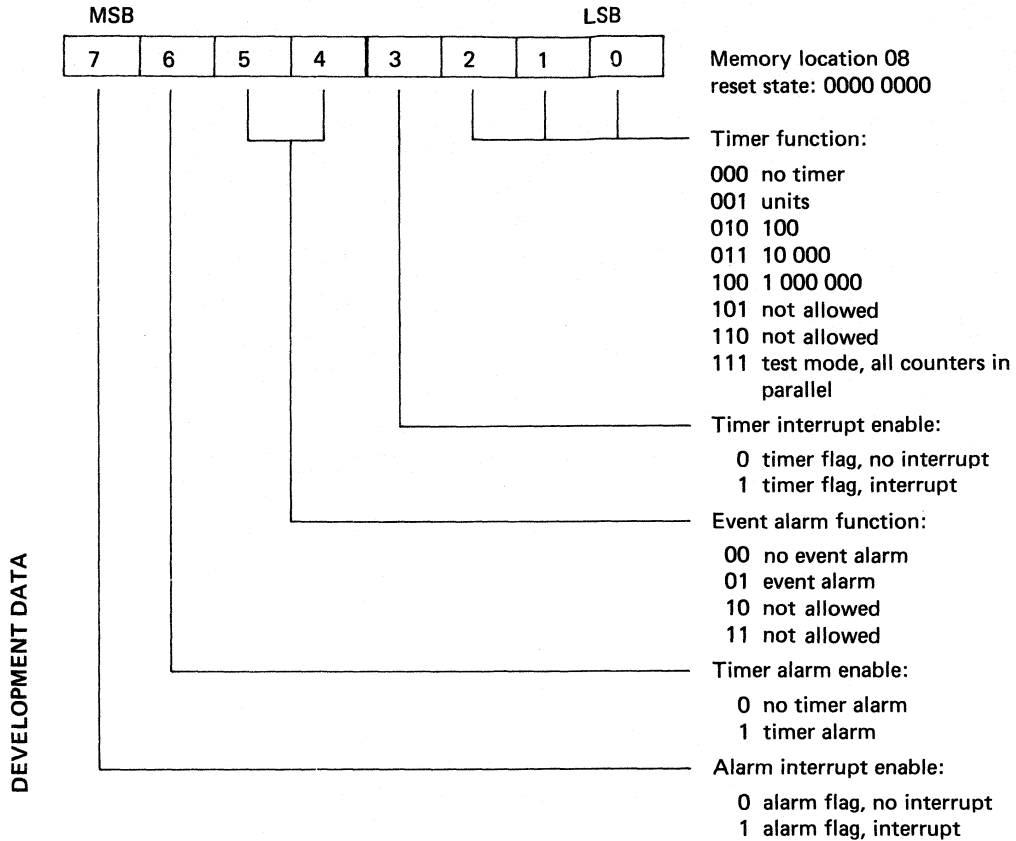 MSB LSB
7 6 5 4 3 2 1 0
Memory location 08
reset state: 0000 0000
Timer function:
000 no timer
001 units
010 100
011 10 000
100 1 000 000
101 not allowed
110 not allowed
111 test mode, all counters in
parallel
Timer interrupt enable:
0 timer flag, no interrupt
1 timer flag, interrupt
Event alarm function:
00 no event alarm
01 event alarm
10 not allowed
11 not allowed
Timer alarm enable:
0 no timer alarm
1 timer alarm
Alarm interrupt enable:
0 alarm flag, no interrupt
1 alarm flag, interrupt
DEVELOPMENT DATA